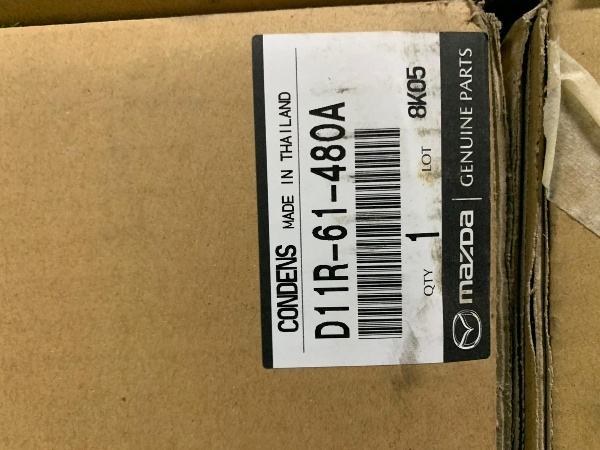 CONDENS MADE IN THAILAND
D11R-61-480A
QTY 1 LOT 8K05
mazda | GENUINE PARTS